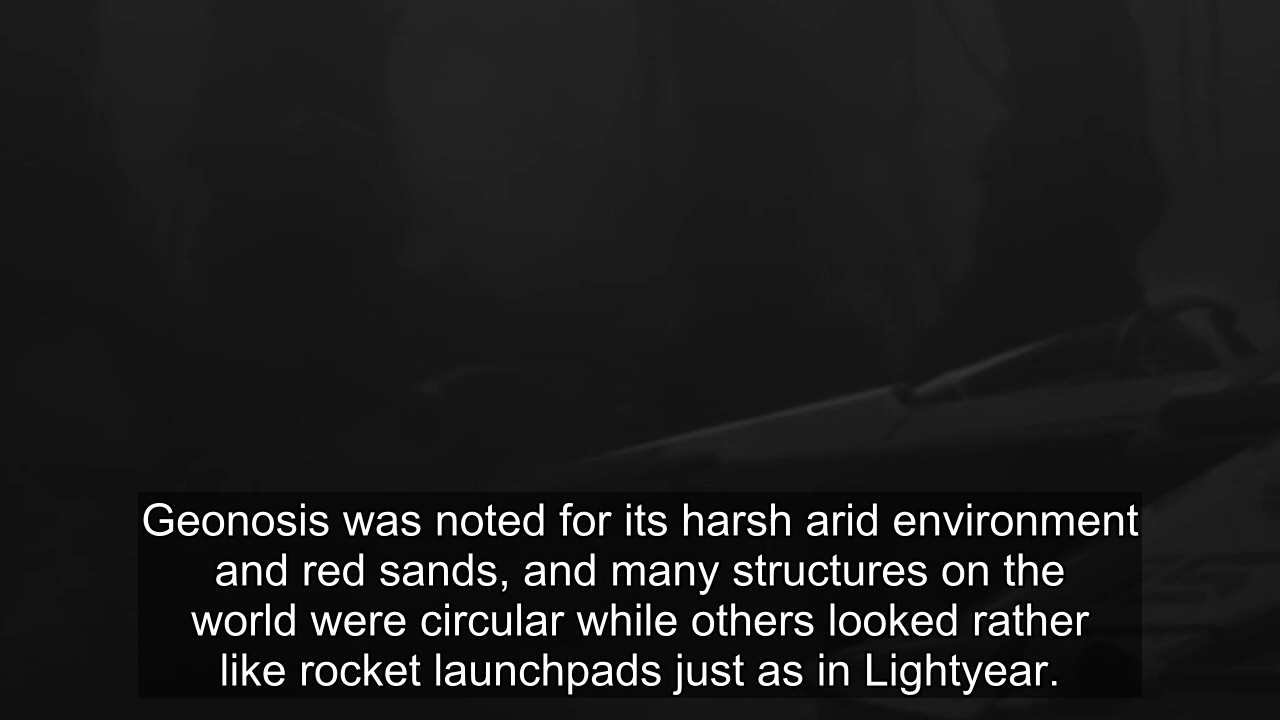 Geonosis was noted for its harsh arid environment
and red sands, and many structures on the
world were circular while others looked rather
like rocket launchpads just as in Lightyear.